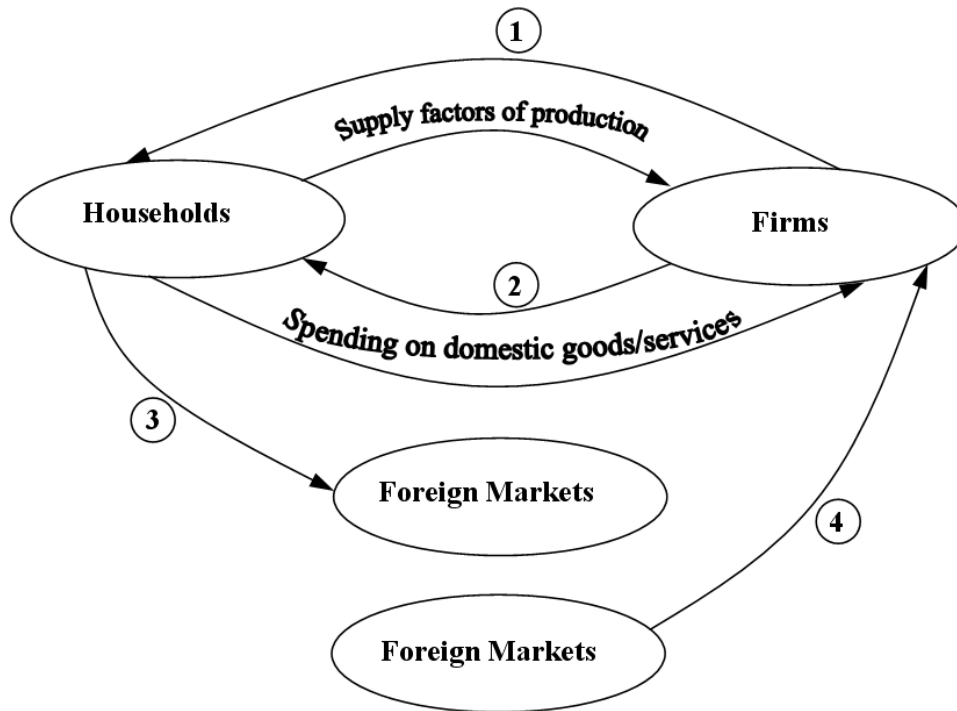 1
Supply factors of production
Households
Firms
2
Spending on domestic goods/services
3
Foreign Markets
4
Foreign Markets